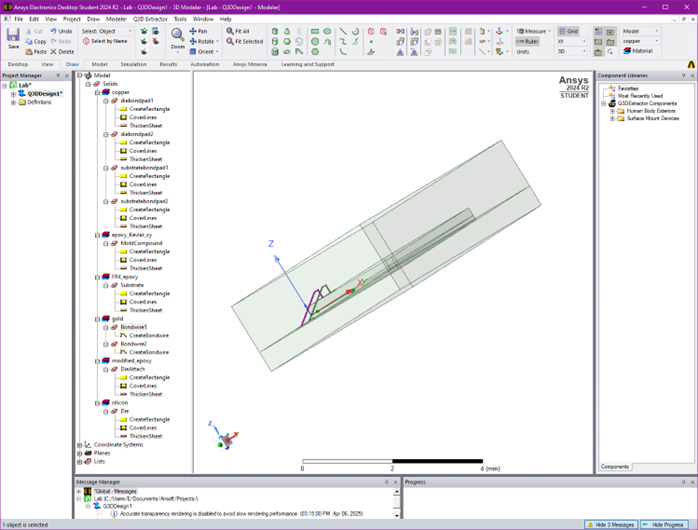 Ansys Electronics Desktop Student 2024 R2 - Lab - Q3DDesign1 - 3D Modeler - [Lab - Q3DDesign1 - Modeler]
File Edit View Project Draw Modeler Q3D Extractor Tools Window Help
Save
Cut Copy Paste
Undo Redo Delete
Select: Object
Select by Name
Zoom
Pan Rotate Orient
Fit All Fit Selected
Measure Ruler Units
Grid XY 3D
Model
copper
Material
Desktop View Draw Model Simulation Results Automation Ansys Minerva Learning and Support
Project Manager
Lab*
Q3DDesign1*
Definitions
Model
Solids
copper
diebondpad1
CreateRectangle
CoverLines
ThickenSheet
diebondpad2
CreateRectangle
CoverLines
ThickenSheet
substratebondpad1
CreateRectangle
CoverLines
ThickenSheet
substratebondpad2
CreateRectangle
CoverLines
ThickenSheet
epoxy_Kevlar_xy
MoldCompound
CreateRectangle
CoverLines
ThickenSheet
FR4_epoxy
Substrate
CreateRectangle
CoverLines
ThickenSheet
gold
Bondwire1
CreateBondwire
Bondwire2
CreateBondwire
modified_epoxy
DieAttach
CreateRectangle
CoverLines
ThickenSheet
silicon
Die
CreateRectangle
CoverLines
ThickenSheet
Coordinate Systems
Planes
Lists
Ansys
2024 R2
STUDENT
Z
X
Z
0 2 4 (mm)
Component Libraries
Favorites
Most Recently Used
Q3DExtractor Components
Human Body Exteriors
Surface Mount Devices
Components
Message Manager
*Global - Messages
Lab (C:/Users/E/Documents/Ansoft/Projects/)
Q3DDesign1
Accurate transparency rendering is disabled to avoid slow rendering performance. (03:15:00 PM Apr 06, 2025)
Progress
1 object is selected
Hide 3 Messages
Hide Progress